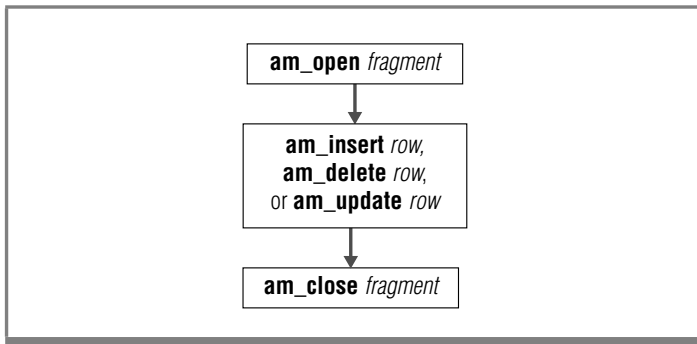 am_open fragment
am_insert row,
am_delete row,
or am_update row
am_close fragment